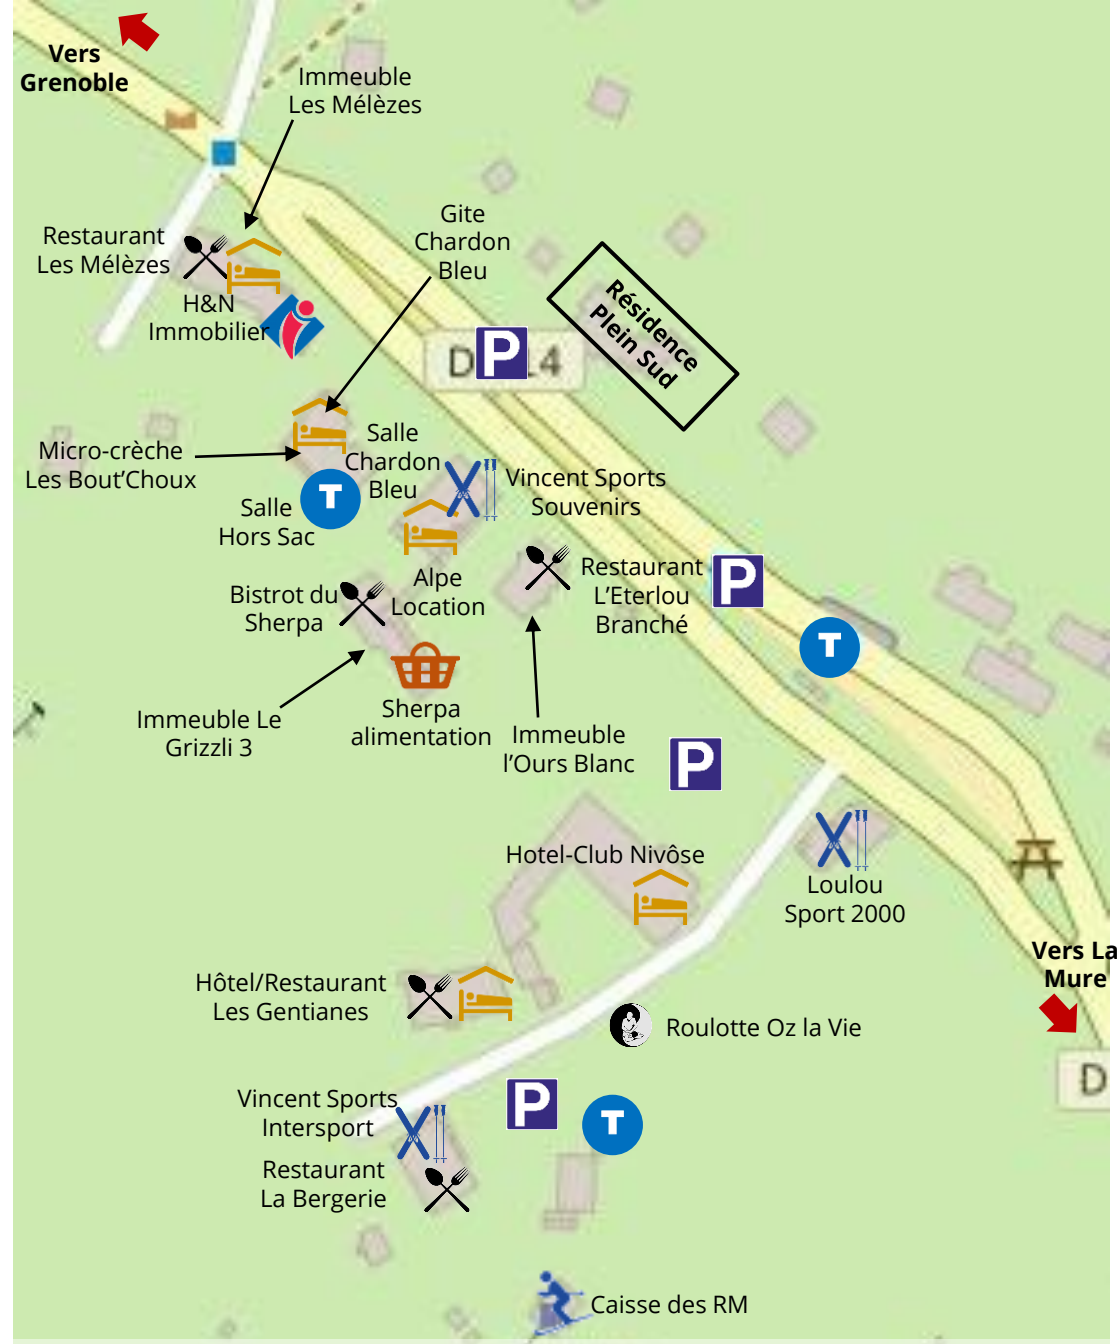 Vers
Grenoble
Immeuble
Les Mélèzes
Restaurant
Les Mélèzes
Gite
Chardon
Bleu
H&N
Immobilier
Résidence
Plein Sud
P
D
4
Micro-crèche
Les Bout'Choux
Salle
Chardon
Bleu
T
Salle
Hors Sac
Vincent Sports
Souvenirs
Restaurant
L'Eterlou
Branché
P
Alpe
Location
Bistrot du
Sherpa
T
Immeuble Le
Grizzli 3
Sherpa
alimentation
Immeuble
l'Ours Blanc
P
Hotel-Club Nivôse
Loulou
Sport 2000
Vers La
Mure
Hôtel/Restaurant
Les Gentianes
Roulotte Oz la Vie
D
P
T
Vincent Sports
Intersport
Restaurant
La Bergerie
Caisse des RM